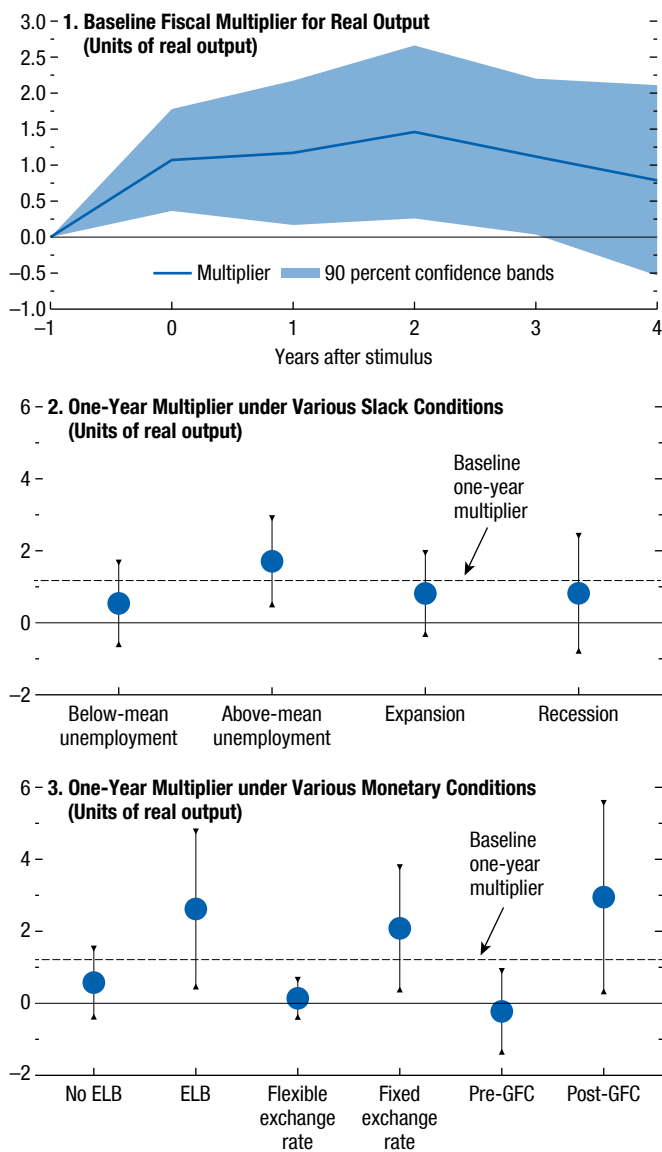 1. Baseline Fiscal Multiplier for Real Output
(Units of real output)
3.0
2.5
2.0
1.5
1.0
0.5
0.0
–0.5
–1.0
Multiplier
90 percent confidence bands
–1
0
1
2
3
4
Years after stimulus
2. One-Year Multiplier under Various Slack Conditions
(Units of real output)
6
4
2
0
–2
Baseline
one-year
multiplier
Below-mean
unemployment
Above-mean
unemployment
Expansion
Recession
3. One-Year Multiplier under Various Monetary Conditions
(Units of real output)
6
4
2
0
–2
Baseline
one-year
multiplier
No ELB
ELB
Flexible
exchange
rate
Fixed
exchange
rate
Pre-GFC
Post-GFC